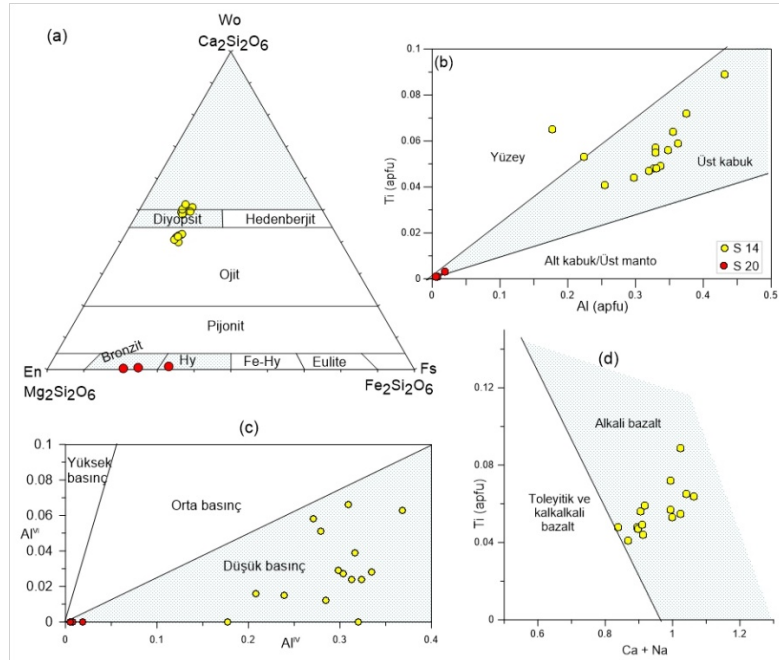 (a)
Wo
Ca2Si2O6
Diyopsit
Hedenberjit
Ojit
Pijonit
Bronzit
Hy
Fe-Hy
Eulite
En
Mg2Si2O6
Fs
Fe2Si2O6
(b)
0.1
0.08
0.06
0.04
0.02
0
Ti (apfu)
Yüzey
Üst kabuk
Alt kabuk/Üst manto
S 14
S 20
0
0.1
0.2
0.3
0.4
0.5
Al (apfu)
(c)
0.1
0.08
0.06
0.04
0.02
0
AlVI
Yüksek
basınç
Orta basınç
Düşük basınç
0
0.1
0.2
0.3
0.4
AlIV
(d)
0.12
0.08
0.04
0
Ti (apfu)
Alkali bazalt
Toleyitik ve
kalkalkali
bazalt
0.6
0.8
1
1.2
Ca + Na